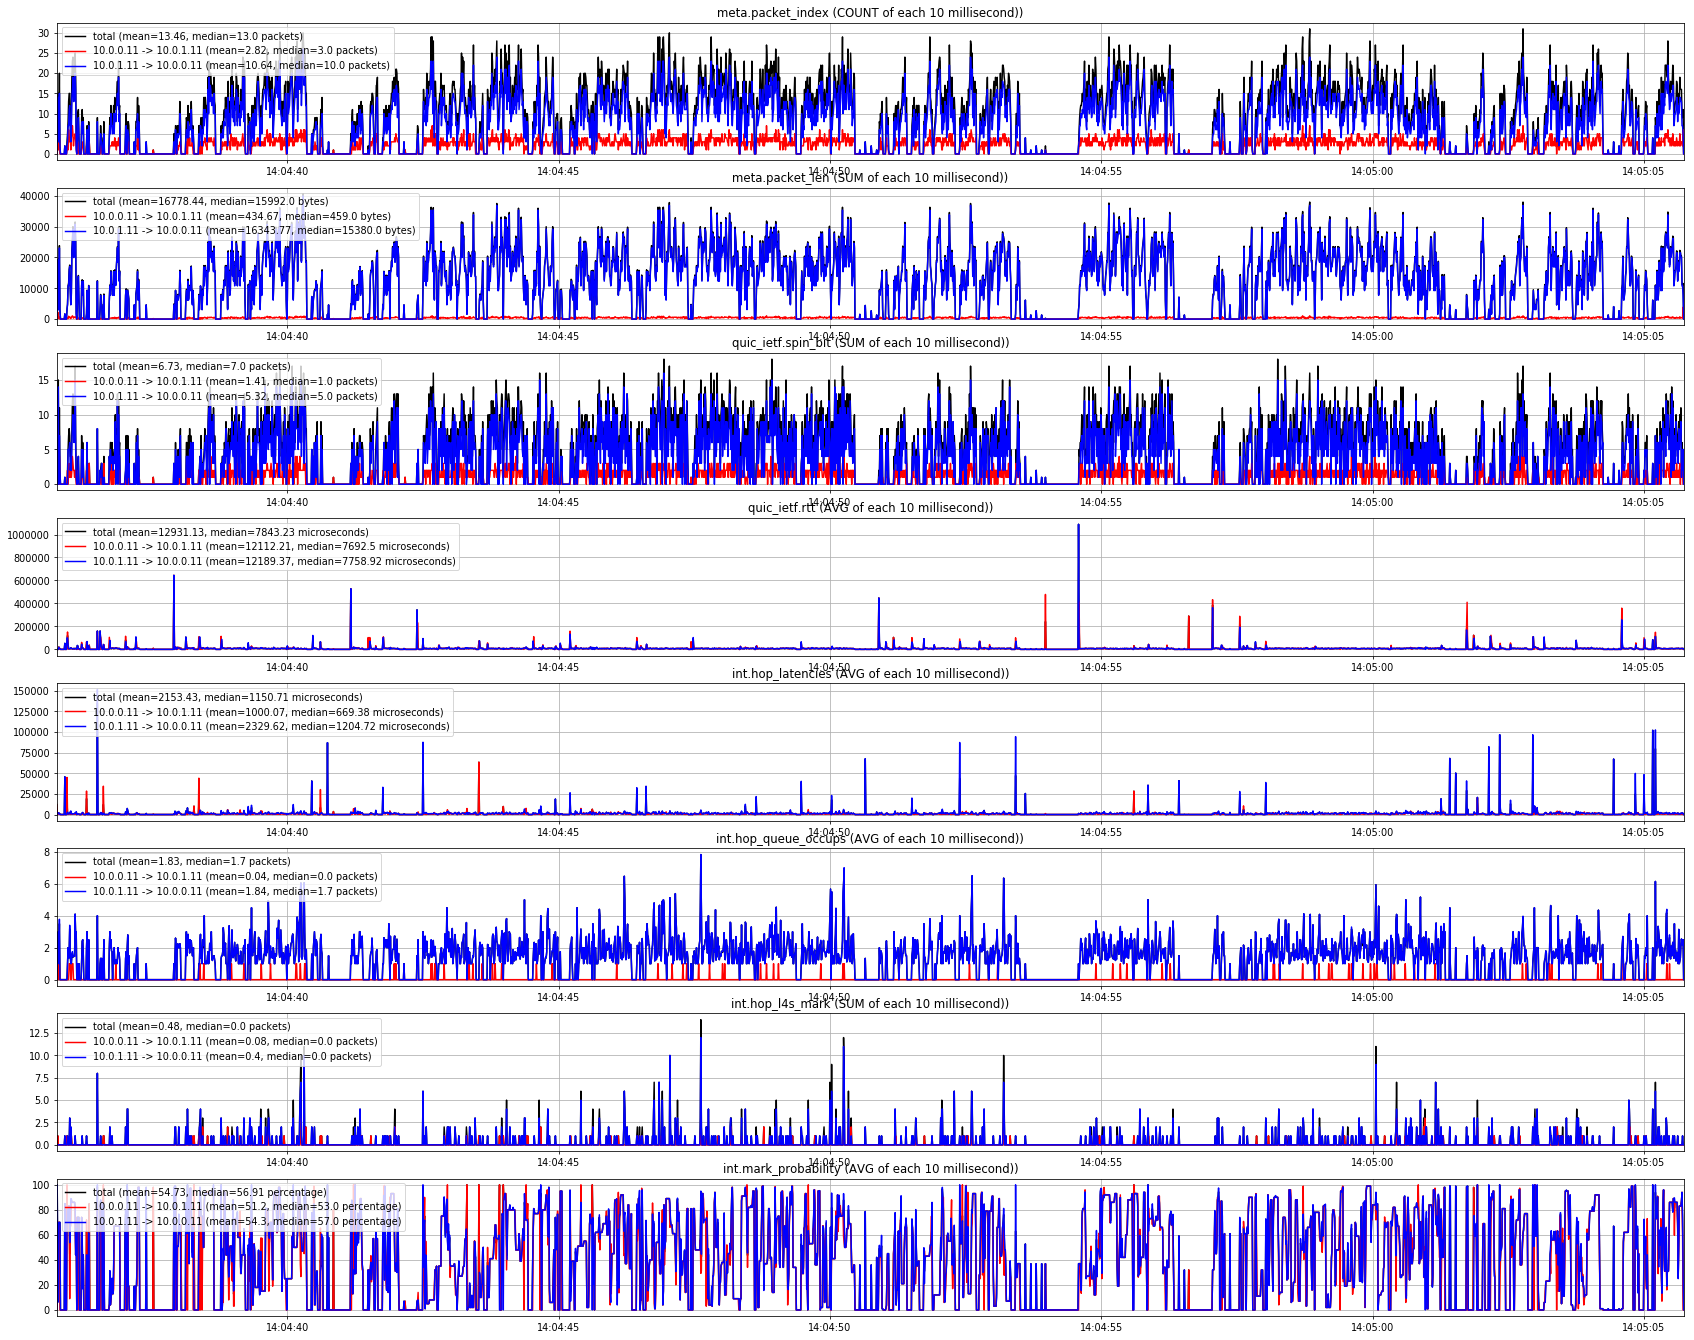 meta.packet_index (COUNT of each 10 millisecond))
total (mean=13.46, median=13.0 packets)
10.0.0.11 -> 10.0.1.11 (mean=2.82, median=3.0 packets)
10.0.1.11 -> 10.0.0.11 (mean=10.64, median=10.0 packets)
30
25
20
15
10
5
0
14:04:40 14:04:45 14:04:50 14:04:55 14:05:00 14:05:05
meta.packet_len (SUM of each 10 millisecond))
total (mean=16778.44, median=15992.0 bytes)
10.0.0.11 -> 10.0.1.11 (mean=434.67, median=459.0 bytes)
10.0.1.11 -> 10.0.0.11 (mean=16343.77, median=15380.0 bytes)
40000
30000
20000
10000
0
14:04:40 14:04:45 14:04:50 14:04:55 14:05:00 14:05:05
quic_ietf.spin_bit (SUM of each 10 millisecond))
total (mean=6.73, median=7.0 packets)
10.0.0.11 -> 10.0.1.11 (mean=1.41, median=1.0 packets)
10.0.1.11 -> 10.0.0.11 (mean=5.32, median=5.0 packets)
15
10
5
0
14:04:40 14:04:45 14:04:50 14:04:55 14:05:00 14:05:05
quic_ietf.rtt (AVG of each 10 millisecond))
total (mean=12931.13, median=7843.23 microseconds)
10.0.0.11 -> 10.0.1.11 (mean=12112.21, median=7692.5 microseconds)
10.0.1.11 -> 10.0.0.11 (mean=12189.37, median=7758.92 microseconds)
1000000
800000
600000
400000
200000
0
14:04:40 14:04:45 14:04:50 14:04:55 14:05:00 14:05:05
int.hop_latencies (AVG of each 10 millisecond))
total (mean=2153.43, median=1150.71 microseconds)
10.0.0.11 -> 10.0.1.11 (mean=1000.07, median=669.38 microseconds)
10.0.1.11 -> 10.0.0.11 (mean=2329.62, median=1204.72 microseconds)
150000
125000
100000
75000
50000
25000
0
14:04:40 14:04:45 14:04:50 14:04:55 14:05:00 14:05:05
int.hop_queue_occups (AVG of each 10 millisecond))
total (mean=1.83, median=1.7 packets)
10.0.0.11 -> 10.0.1.11 (mean=0.04, median=0.0 packets)
10.0.1.11 -> 10.0.0.11 (mean=1.84, median=1.7 packets)
8
6
4
2
0
14:04:40 14:04:45 14:04:50 14:04:55 14:05:00 14:05:05
int.hop_l4s_mark (SUM of each 10 millisecond))
total (mean=0.48, median=0.0 packets)
10.0.0.11 -> 10.0.1.11 (mean=0.08, median=0.0 packets)
10.0.1.11 -> 10.0.0.11 (mean=0.4, median=0.0 packets)
12.5
10.0
7.5
5.0
2.5
0.0
14:04:40 14:04:45 14:04:50 14:04:55 14:05:00 14:05:05
int.mark_probability (AVG of each 10 millisecond))
total (mean=54.73, median=56.91 percentage)
10.0.0.11 -> 10.0.1.11 (mean=51.2, median=53.0 percentage)
10.0.1.11 -> 10.0.0.11 (mean=54.3, median=57.0 percentage)
100
80
60
40
20
0
14:04:40 14:04:45 14:04:50 14:04:55 14:05:00 14:05:05